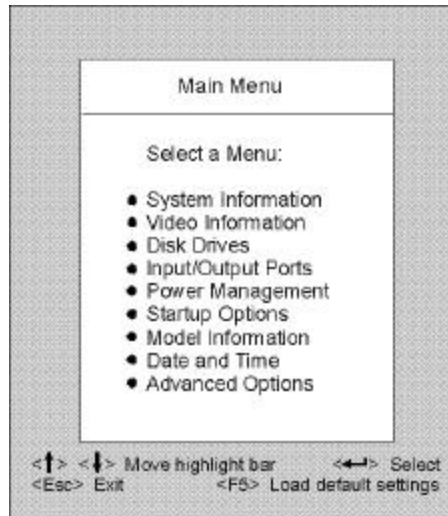 Main Menu
Select a Menu:
• System Information
• Video Information
• Disk Drives
• Input/Output Ports
• Power Management
• Startup Options
• Model Information
• Date and Time
• Advanced Options
<↑> <↓> Move highlight bar <↵> Select
<Esc> Exit <F5> Load default settings